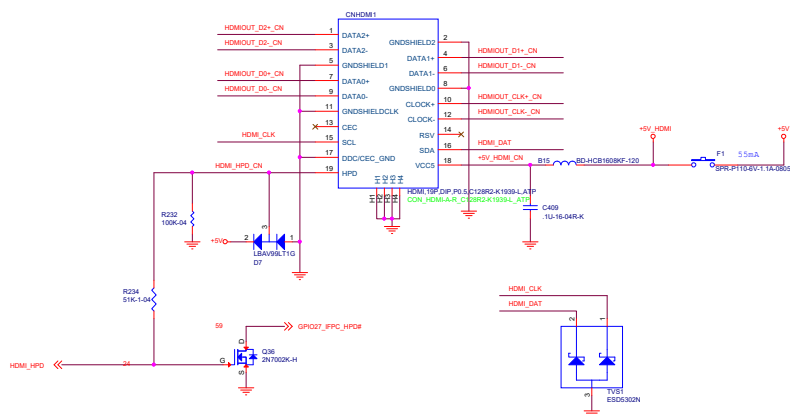 CNHDMI1
HDMIOUT_D2+_CN 1 DATA2+
HDMIOUT_D2-_CN 3 DATA2-
5 GNDSHIELD1
HDMIOUT_D0+_CN 7 DATA0+
HDMIOUT_D0-_CN 9 DATA0-
11 GNDSHIELDCLK
13 CEC
HDMI_CLK 15 SCL
17 DDC/CEC_GND
HDMI_HPD_CN 19 HPD
GNDSHIELD2 2
DATA1+ 4 HDMIOUT_D1+_CN
DATA1- 6 HDMIOUT_D1-_CN
GNDSHIELD0 8
CLOCK+ 10 HDMIOUT_CLK+_CN
CLOCK- 12 HDMIOUT_CLK-_CN
RSV 14
SDA 16 HDMI_DAT
VCC5 18 +5V_HDMI_CN
H1 H2 H3 H4
H1 H2 H3 H4
HDMI,19P,DIP,P0.5,C128R2-K1939-L,ATP
CON_HDMI-A-R_C128R2-K1939-L_ATP
B15 BD-HCB1608KF-120
+5V_HDMI
F1 55mA
+5V
SPR-P110-6V-1.1A-0805
C409
.1U-16-04R-K
R232
100K-04
+5V 2 3 1
LBAV99LT1G
D7
R234
51K-1-04
59 GPIO27_IFPC_HPD#
HDMI_HPD 24 G D S
Q36
2N7002K-H
HDMI_CLK
HDMI_DAT
2 1
3
TVS1
ESD5302N